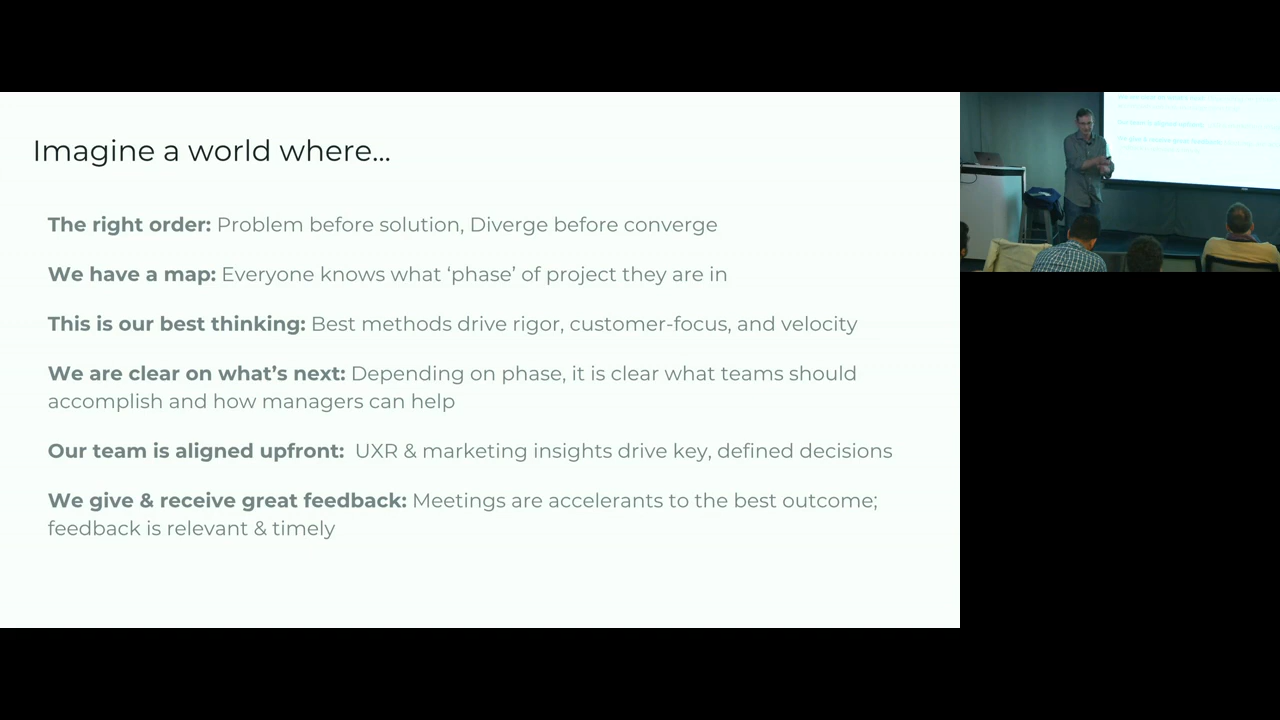 Imagine a world where...
The right order: Problem before solution, Diverge before converge
We have a map: Everyone knows what ‘phase’ of project they are in
This is our best thinking: Best methods drive rigor, customer-focus, and velocity
We are clear on what’s next: Depending on phase, it is clear what teams should
accomplish and how managers can help
Our team is aligned upfront:  UXR & marketing insights drive key, defined decisions
We give & receive great feedback: Meetings are accelerants to the best outcome;
feedback is relevant & timely